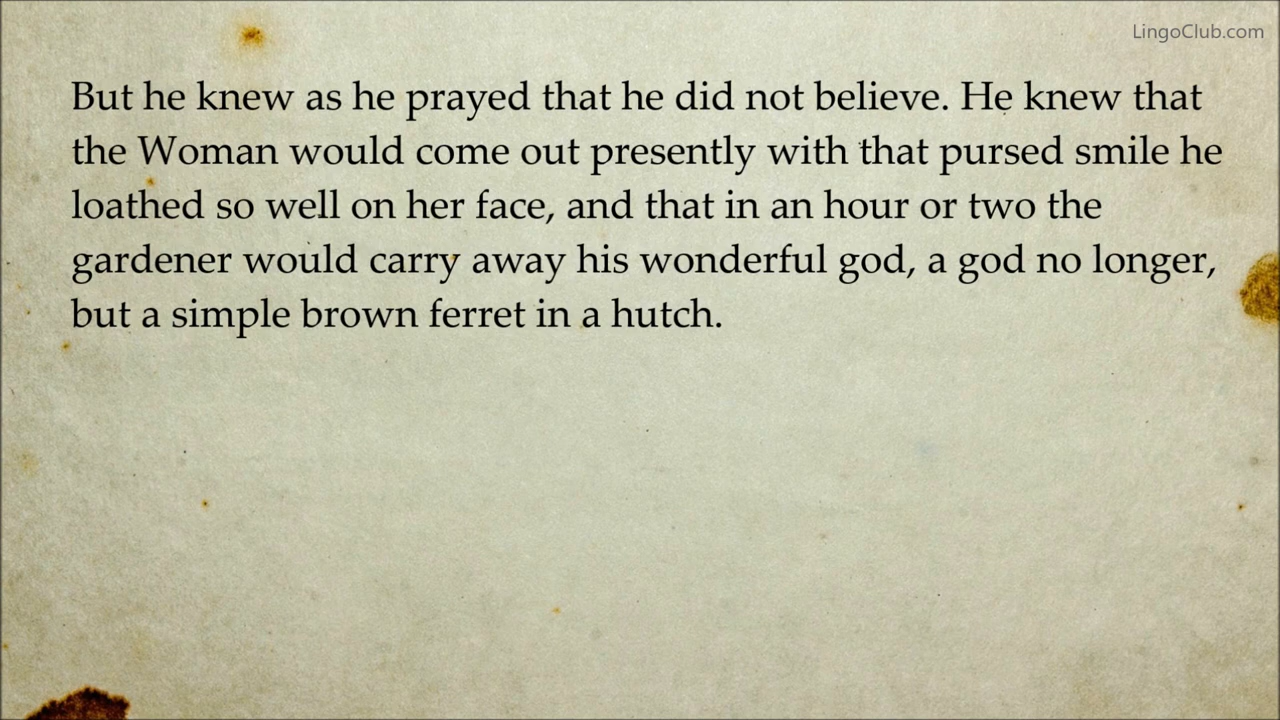 LingoClub.com
But he knew as he prayed that he did not believe. He knew that
the Woman would come out presently with that pursed smile he
loathed so well on her face, and that in an hour or two the
gardener would carry away his wonderful god, a god no longer,
but a simple brown ferret in a hutch.